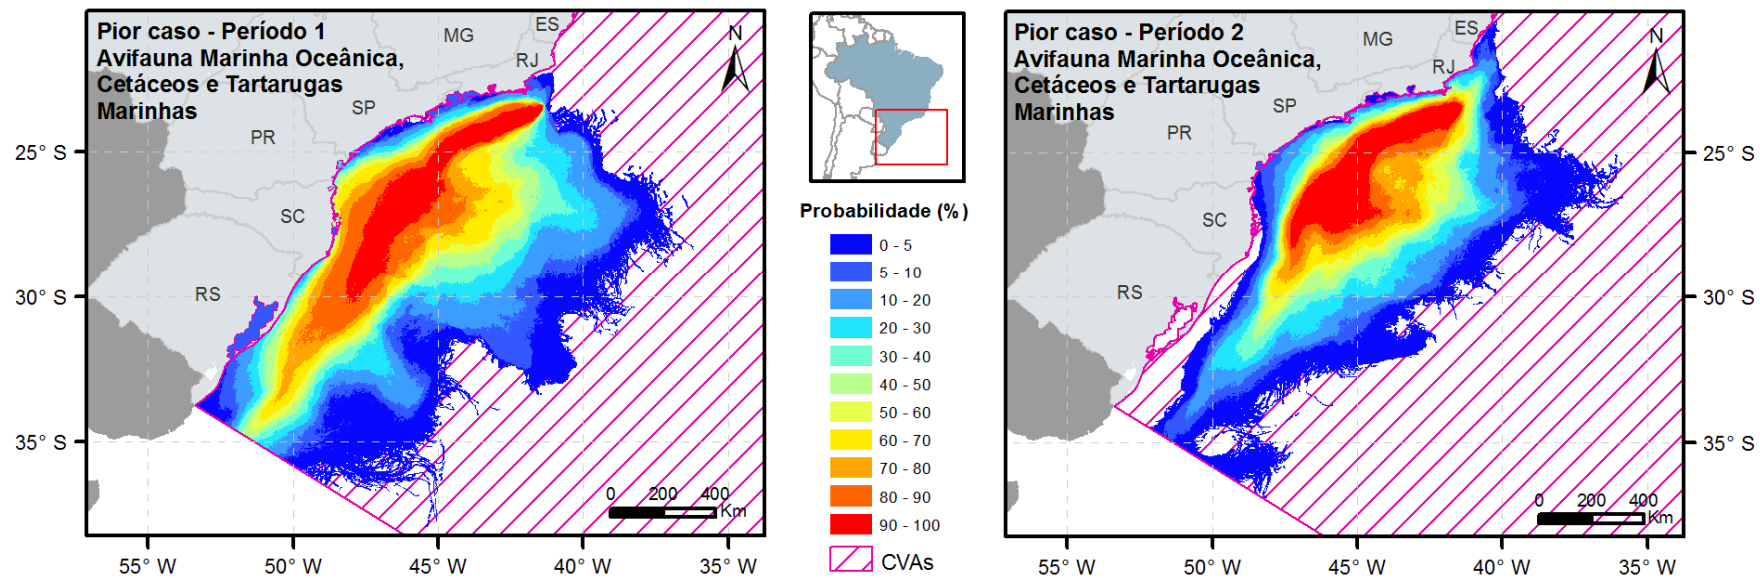 Pior caso - Período 1
Avifauna Marinha Oceânica,
Cetáceos e Tartarugas
Marinhas
N
ES
MG
RJ
SP
PR
SC
RS
25° S
30° S
35° S
0 200 400
Km
55° W 50° W 45° W 40° W 35° W
Probabilidade (%)
0 - 5
5 - 10
10 - 20
20 - 30
30 - 40
40 - 50
50 - 60
60 - 70
70 - 80
80 - 90
90 - 100
CVAs
Pior caso - Período 2
Avifauna Marinha Oceânica,
Cetáceos e Tartarugas
Marinhas
N
ES
MG
RJ
SP
PR
SC
RS
25° S
30° S
35° S
0 200 400
Km
55° W 50° W 45° W 40° W 35° W